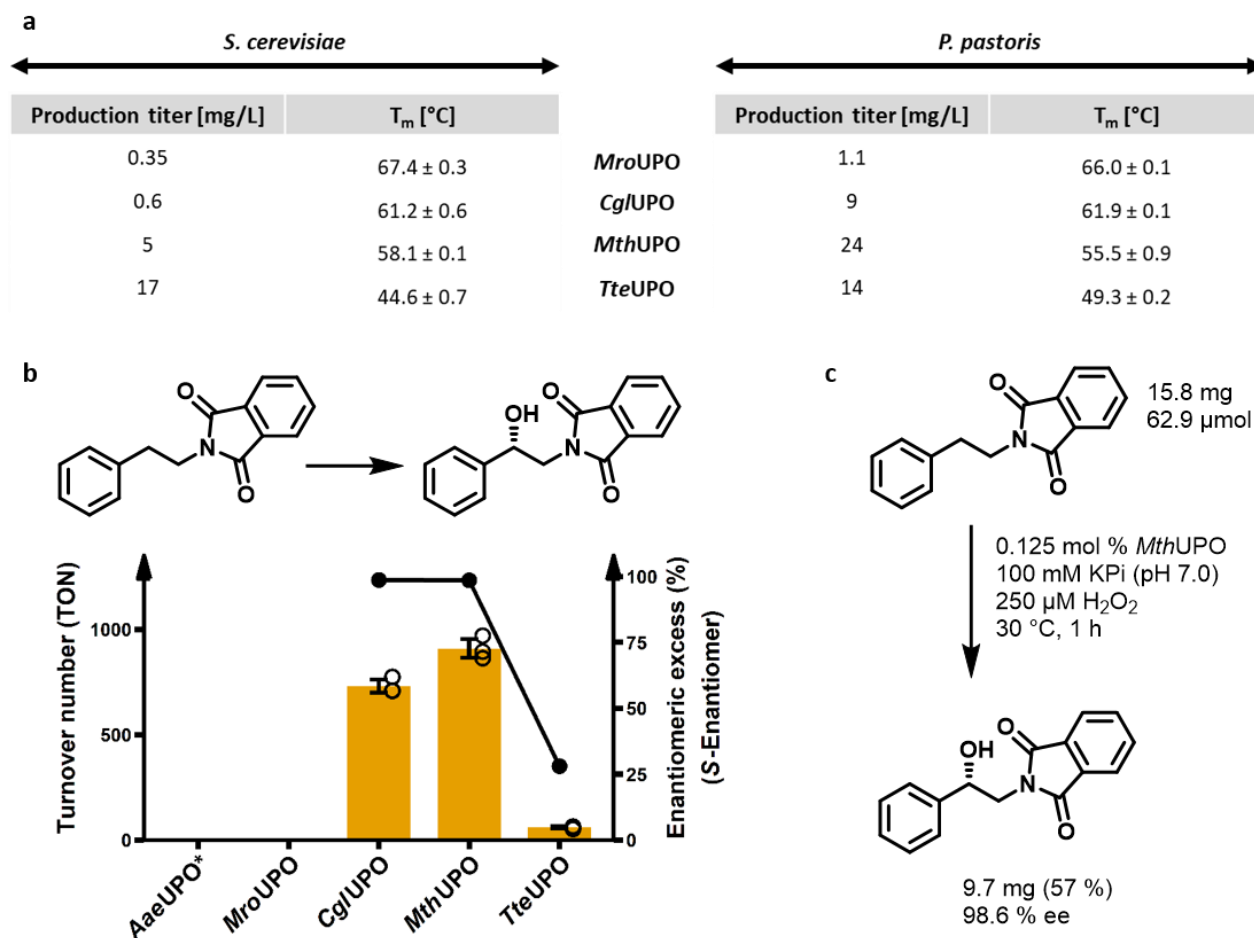 a
S. cerevisiae
P. pastoris
Production titer [mg/L] Tm [°C] Production titer [mg/L] Tm [°C]
0.35 67.4 ± 0.3 MroUPO 1.1 66.0 ± 0.1
0.6 61.2 ± 0.6 CglUPO 9 61.9 ± 0.1
5 58.1 ± 0.1 MthUPO 24 55.5 ± 0.9
17 44.6 ± 0.7 TteUPO 14 49.3 ± 0.2
b
O
N
O
OH
O
N
O
Turnover number (TON)
1000
500
0
100
75
50
25
0
Enantiomeric excess (%)
(S-Enantiomer)
AaeUPO*
MroUPO
CglUPO
MthUPO
TteUPO
c
O
N
O
15.8 mg
62.9 µmol
0.125 mol % MthUPO
100 mM KPi (pH 7.0)
250 µM H2O2
30 °C, 1 h
OH
O
N
O
9.7 mg (57 %)
98.6 % ee